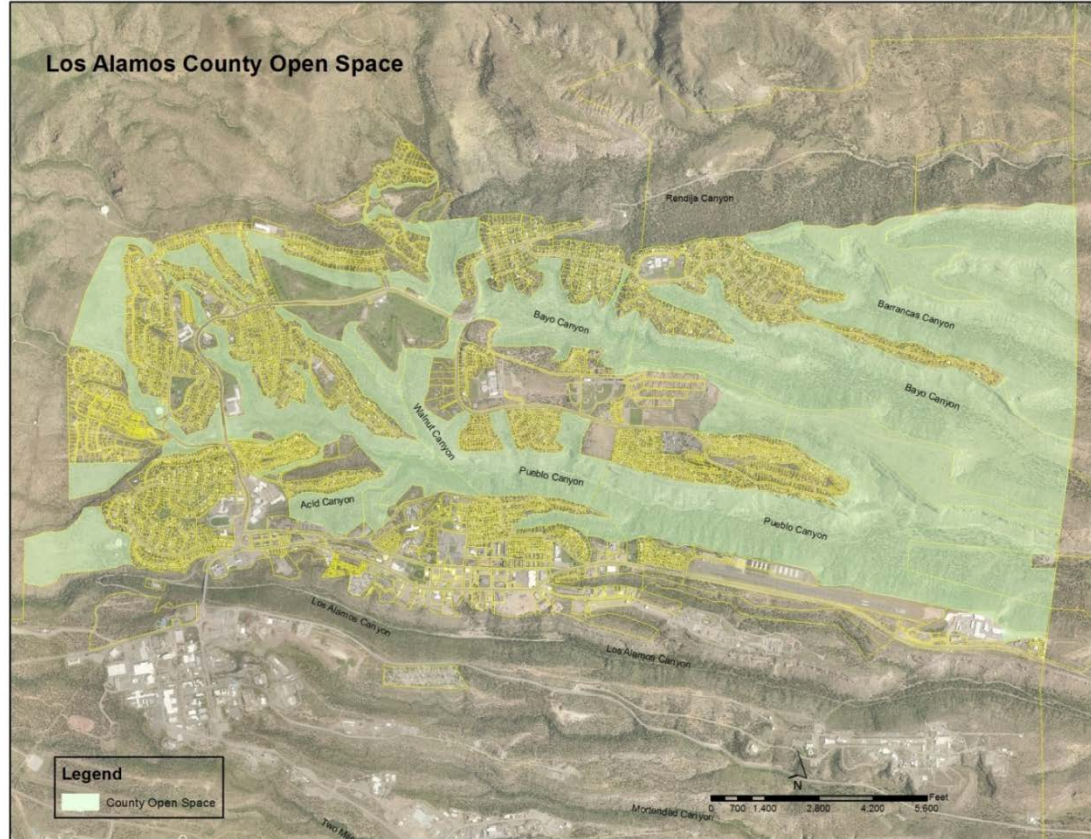 Los Alamos County Open Space
Rendija Canyon
Barrancas Canyon
Bayo Canyon
Bayo Canyon
Walnut Canyon
Pueblo Canyon
Acid Canyon
Pueblo Canyon
Los Alamos Canyon
Los Alamos Canyon
Legend
County Open Space
N
Feet
0 700 1,400 2,800 4,200 5,600
Mortandad Canyon
Two